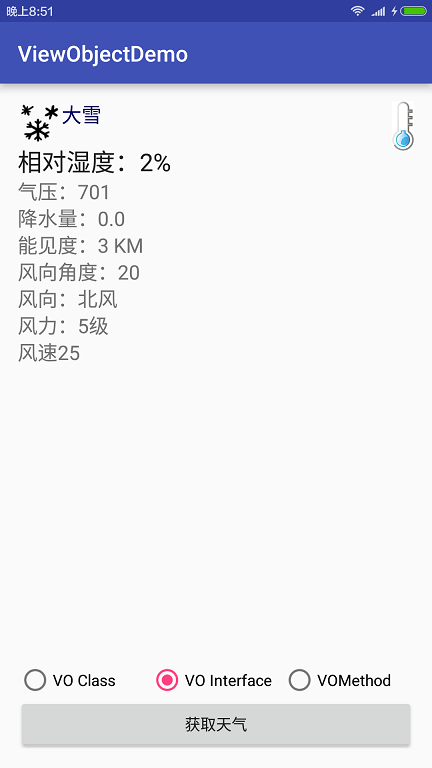 晚上8:51
ViewObjectDemo
大雪
相对湿度：2%
气压：701
降水量：0.0
能见度：3 KM
风向角度：20
风向：北风
风力：5级
风速25
VO Class VO Interface VOMethod
获取天气